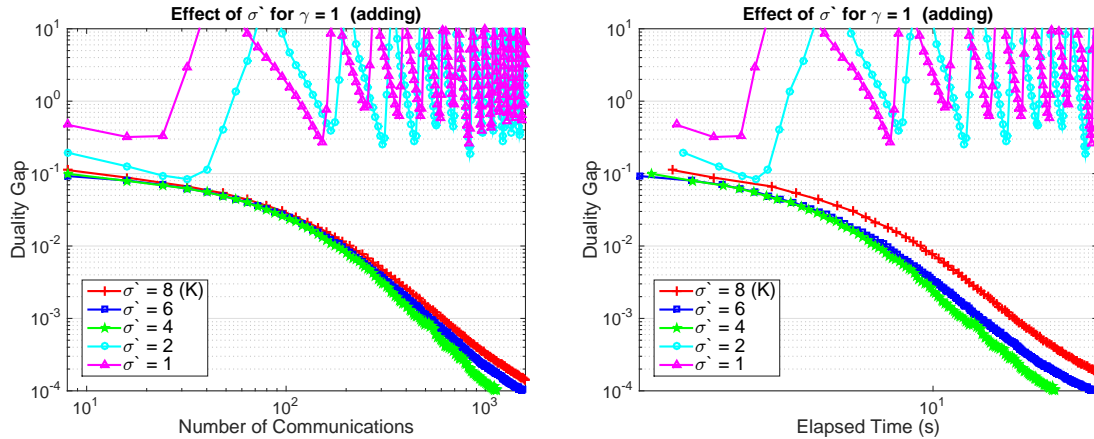 Effect of σ` for γ = 1 (adding)
Duality Gap
10^1
10^0
10^-1
10^-2
10^-3
10^-4
σ` = 8 (K)
σ` = 6
σ` = 4
σ` = 2
σ` = 1
10^1
10^2
10^3
Number of Communications
Effect of σ` for γ = 1 (adding)
Duality Gap
10^1
10^0
10^-1
10^-2
10^-3
10^-4
σ` = 8 (K)
σ` = 6
σ` = 4
σ` = 2
σ` = 1
10^1
Elapsed Time (s)